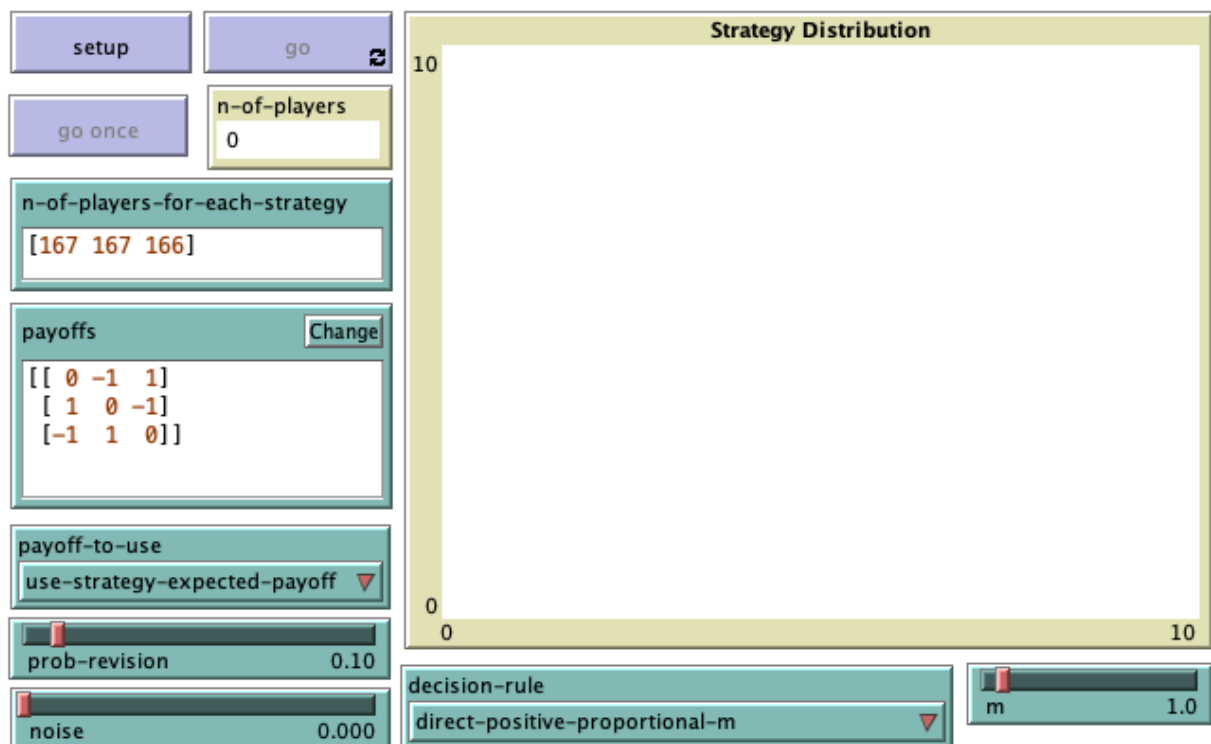 setup
go
go once
n-of-players
0
n-of-players-for-each-strategy
[167 167 166]
payoffs
Change
[[ 0 -1  1]
[ 1  0 -1]
[-1  1  0]]
payoff-to-use
use-strategy-expected-payoff
prob-revision 0.10
noise 0.000
Strategy Distribution
10
0
0 10
decision-rule
direct-positive-proportional-m
m 1.0